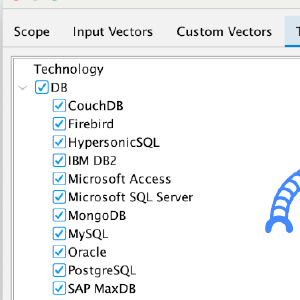 Scope Input Vectors Custom Vectors
Technology
DB
CouchDB
Firebird
HypersonicSQL
IBM DB2
Microsoft Access
Microsoft SQL Server
MongoDB
MySQL
Oracle
PostgreSQL
SAP MaxDB